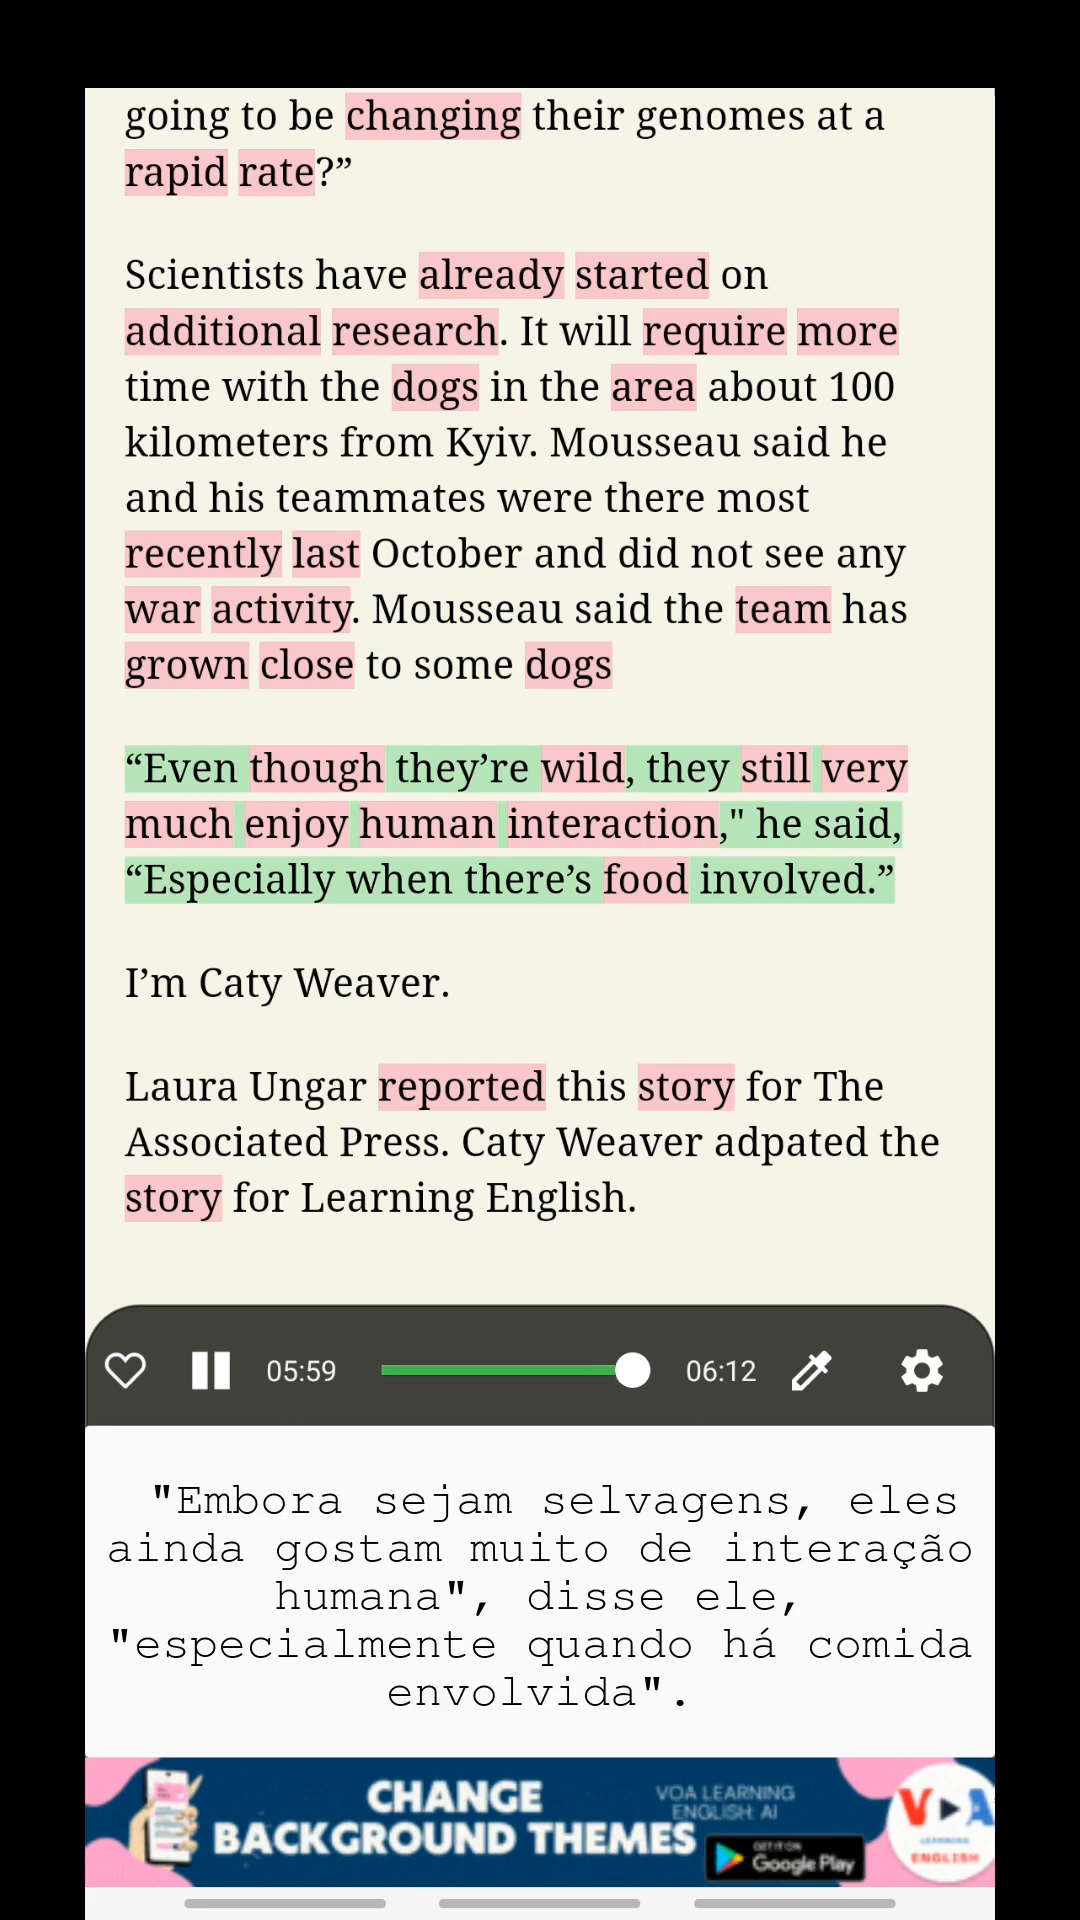 going to be changing their genomes at a
rapid rate?”
Scientists have already started on
additional research. It will require more
time with the dogs in the area about 100
kilometers from Kyiv. Mousseau said he
and his teammates were there most
recently last October and did not see any
war activity. Mousseau said the team has
grown close to some dogs
“Even though they’re wild, they still very
much enjoy human interaction," he said,
“Especially when there’s food involved.”
I’m Caty Weaver.
Laura Ungar reported this story for The
Associated Press. Caty Weaver adpated the
story for Learning English.
05:59 06:12
"Embora sejam selvagens, eles
ainda gostam muito de interação
humana", disse ele,
"especialmente quando há comida
envolvida".
CHANGE
BACKGROUND THEMES
VOA LEARNING
ENGLISH AI
GET IT ON
Google Play
VOA
LEARNING
ENGLISH